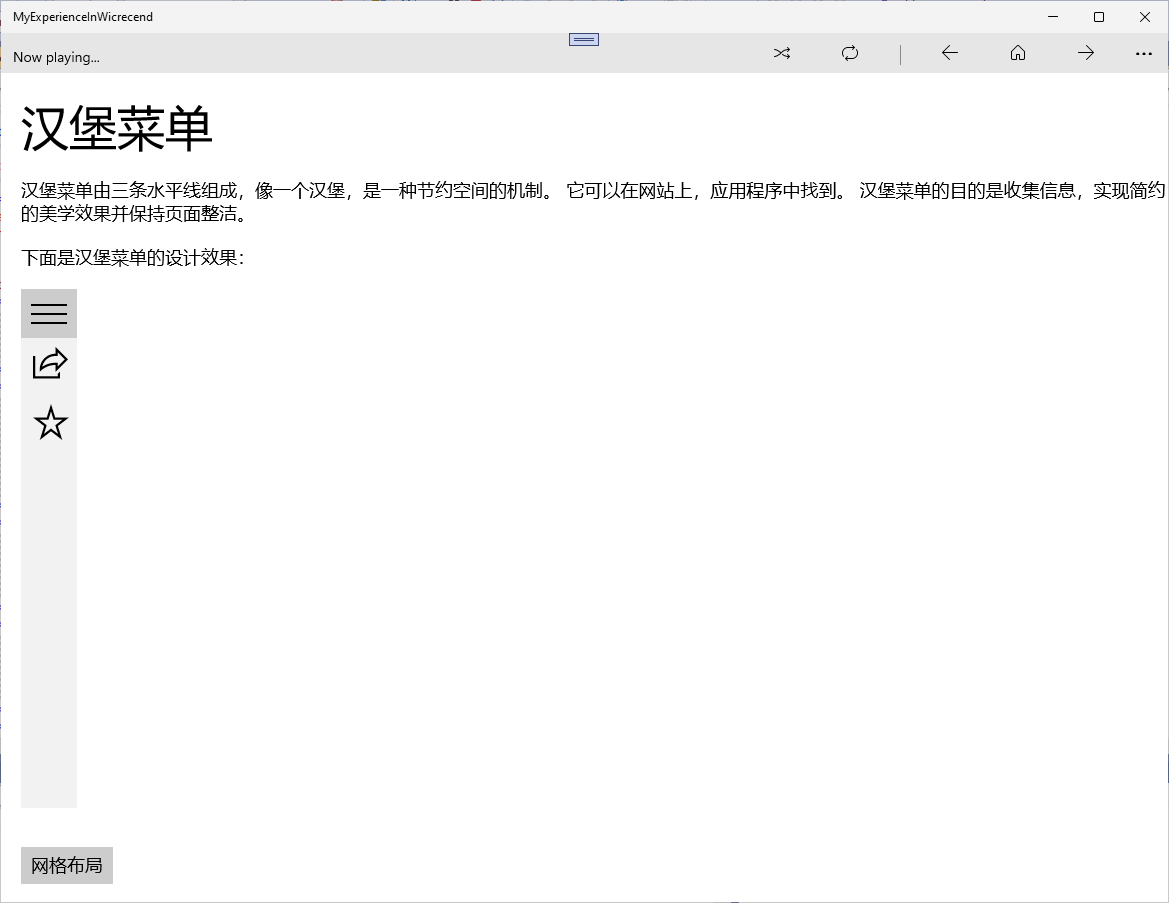 MyExperienceInWicrecend
Now playing...
汉堡菜单
汉堡菜单由三条水平线组成，像一个汉堡，是一种节约空间的机制。 它可以在网站上，应用程序中找到。 汉堡菜单的目的是收集信息，实现简约
的美学效果并保持页面整洁。
下面是汉堡菜单的设计效果：
网格布局